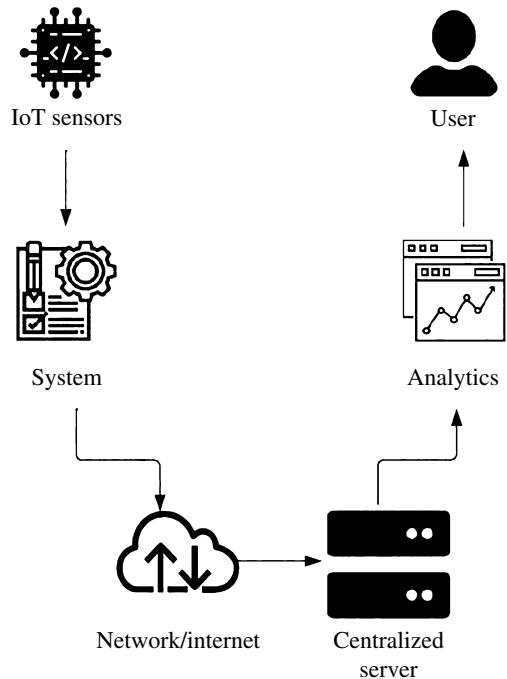 IoT sensors
User
System
Analytics
Network/internet
Centralized
server